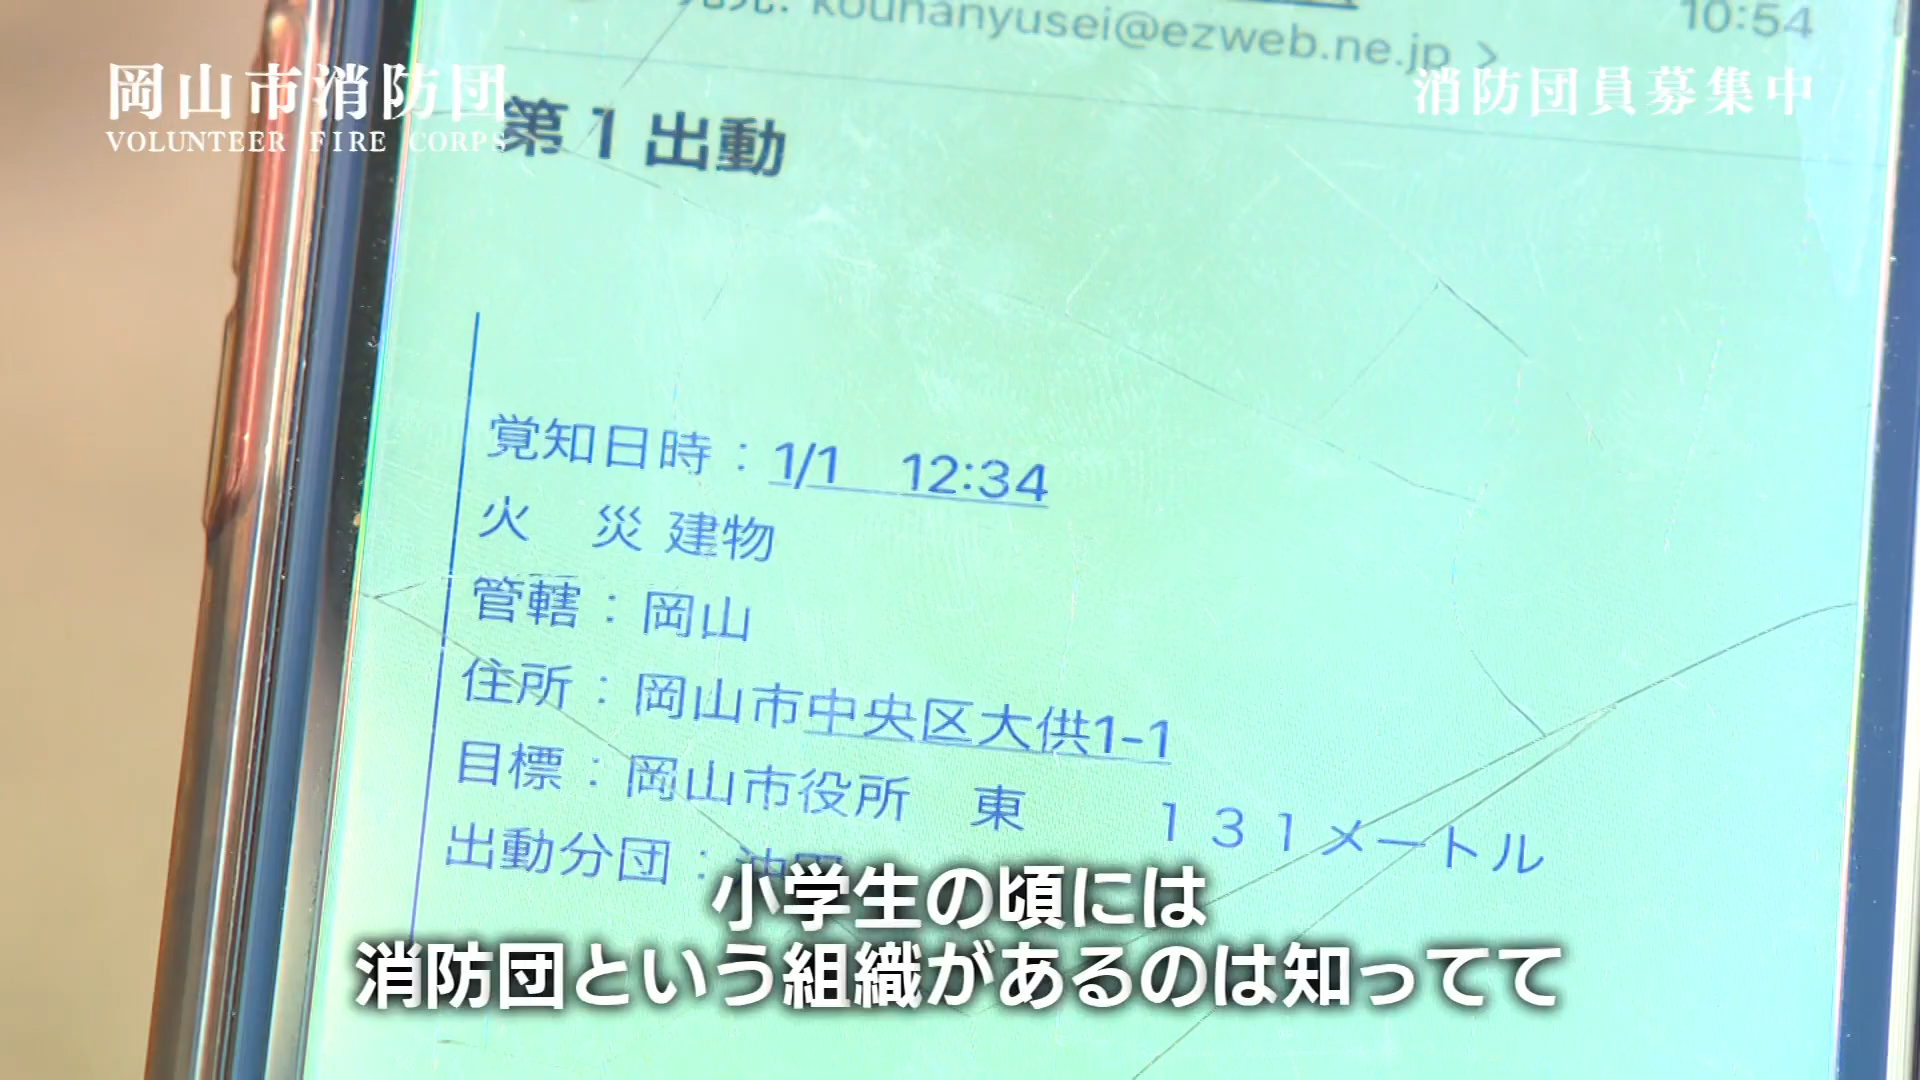 kouhanyusei@ezweb.ne.jp >
10:54
岡山市消防団
VOLUNTEER FIRE CORPS
消防団員募集中
第1出動
覚知日時：1/1　12:34
火　災 建物
管轄：岡山
住所：岡山市中央区大供1-1
目標：岡山市役所　東　　１３１メートル
出動分団：
小学生の頃には
消防団という組織があるのは知ってて